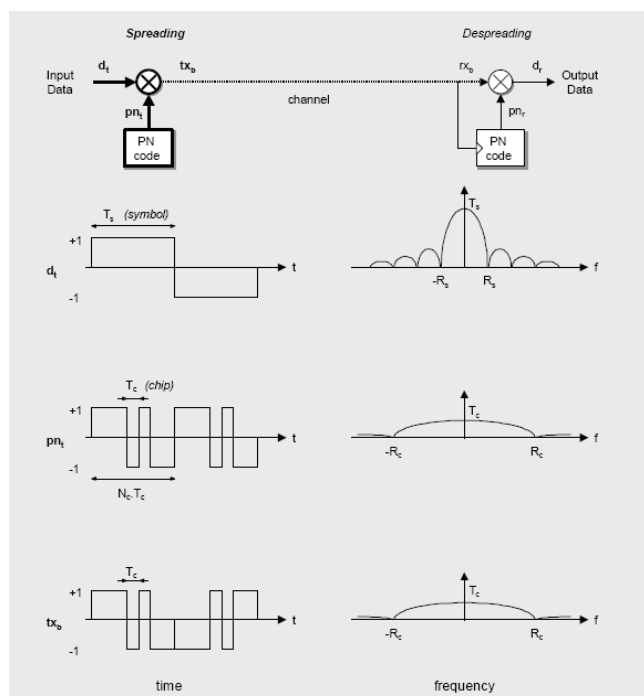 Spreading
Despreading
d_t tx_b rx_b d_r
Input
Data
Output
Data
channel
pn_t pn_r
PN
code
PN
code
T_s (symbol)
T_s
+1
t
f
d_t
-1
-R_s R_s
T_c (chip)
T_c
+1
t
f
pn_t
-R_c R_c
-1
N_c.T_c
T_c
T_c
+1
t
f
tx_b
-R_c R_c
-1
time frequency